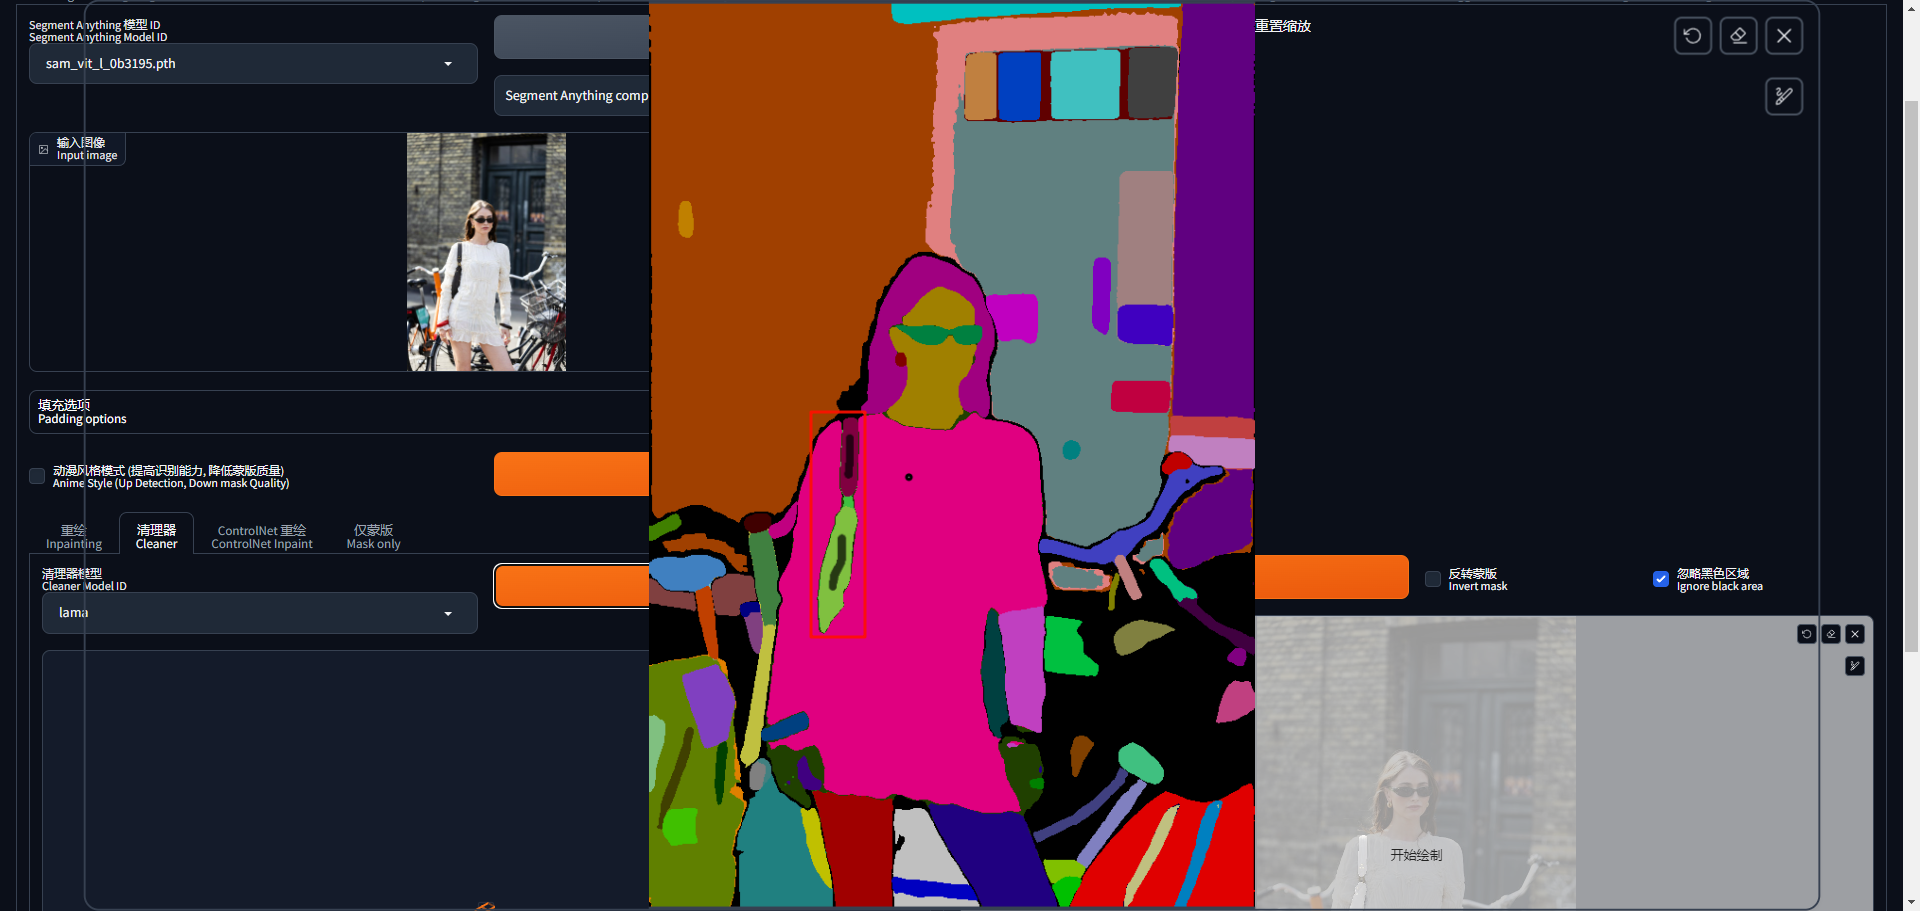 Segment Anything 模型 ID
Segment Anything Model ID
sam_vit_l_0b3195.pth
Segment Anything comp
重置缩放
输入图像
Input image
填充选项
Padding options
动漫风格模式 (提高识别能力, 降低蒙版质量)
Anime Style (Up Detection, Down mask Quality)
重绘
Inpainting
清理器
Cleaner
ControlNet 重绘
ControlNet Inpaint
仅蒙版
Mask only
清理器模型
Cleaner Model ID
lama
反转蒙版
Invert mask
忽略黑色区域
Ignore black area
开始绘制